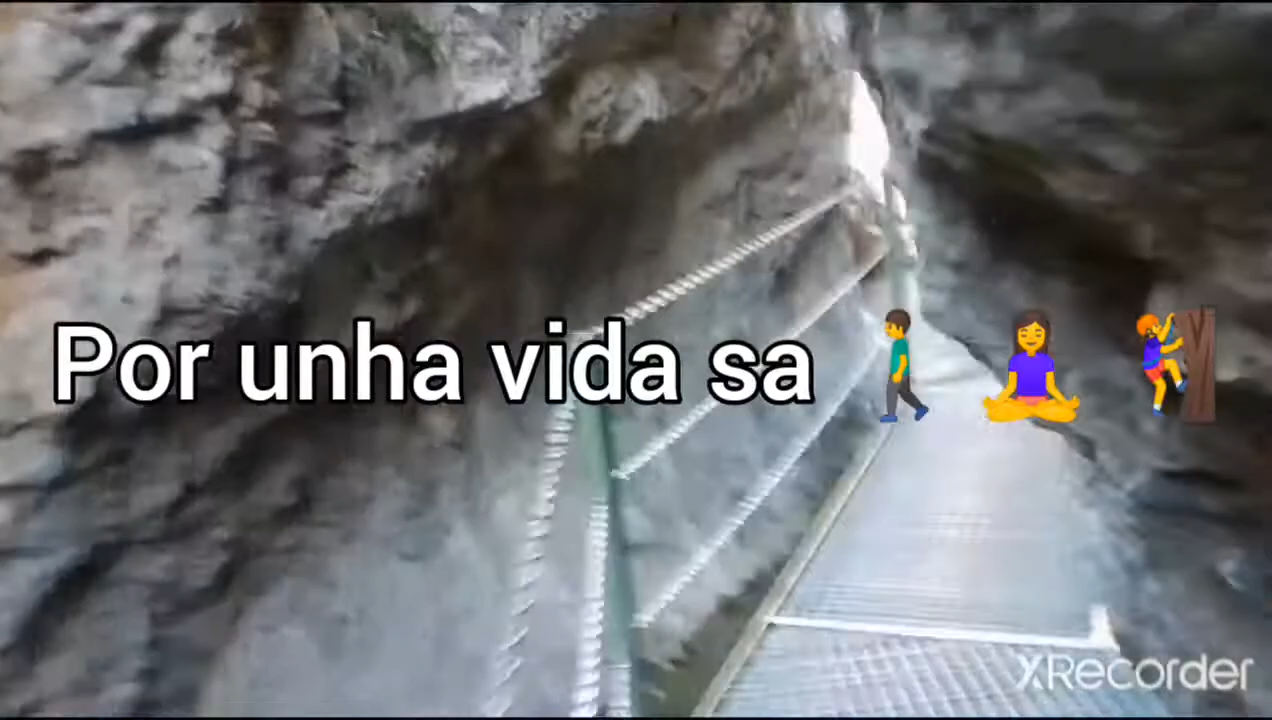 Por unha vida sa 🚶‍♂️ 🧘‍♀️ 🧗‍♀️
XRecorder